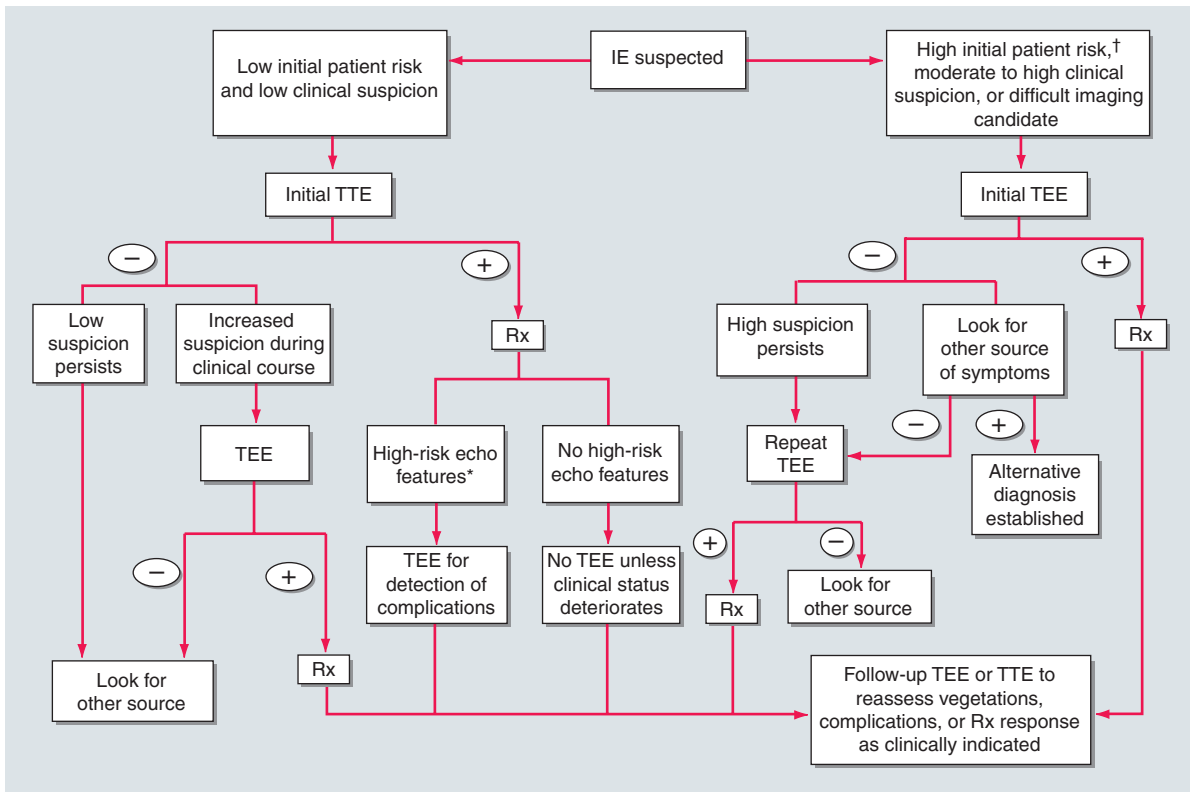 IE suspected
Low initial patient risk
and low clinical suspicion
High initial patient risk,†
moderate to high clinical
suspicion, or difficult imaging
candidate
Initial TTE
Initial TEE
−
+
−
+
Low
suspicion
persists
Increased
suspicion during
clinical course
Rx
High suspicion
persists
Look for
other source
of symptoms
Rx
TEE
High-risk echo
features*
No high-risk
echo features
Repeat
TEE
−
+
Alternative
diagnosis
established
−
+
TEE for
detection of
complications
No TEE unless
clinical status
deteriorates
+
−
Rx
Look for
other source
Look for
other source
Rx
Follow-up TEE or TTE to
reassess vegetations,
complications, or Rx response
as clinically indicated